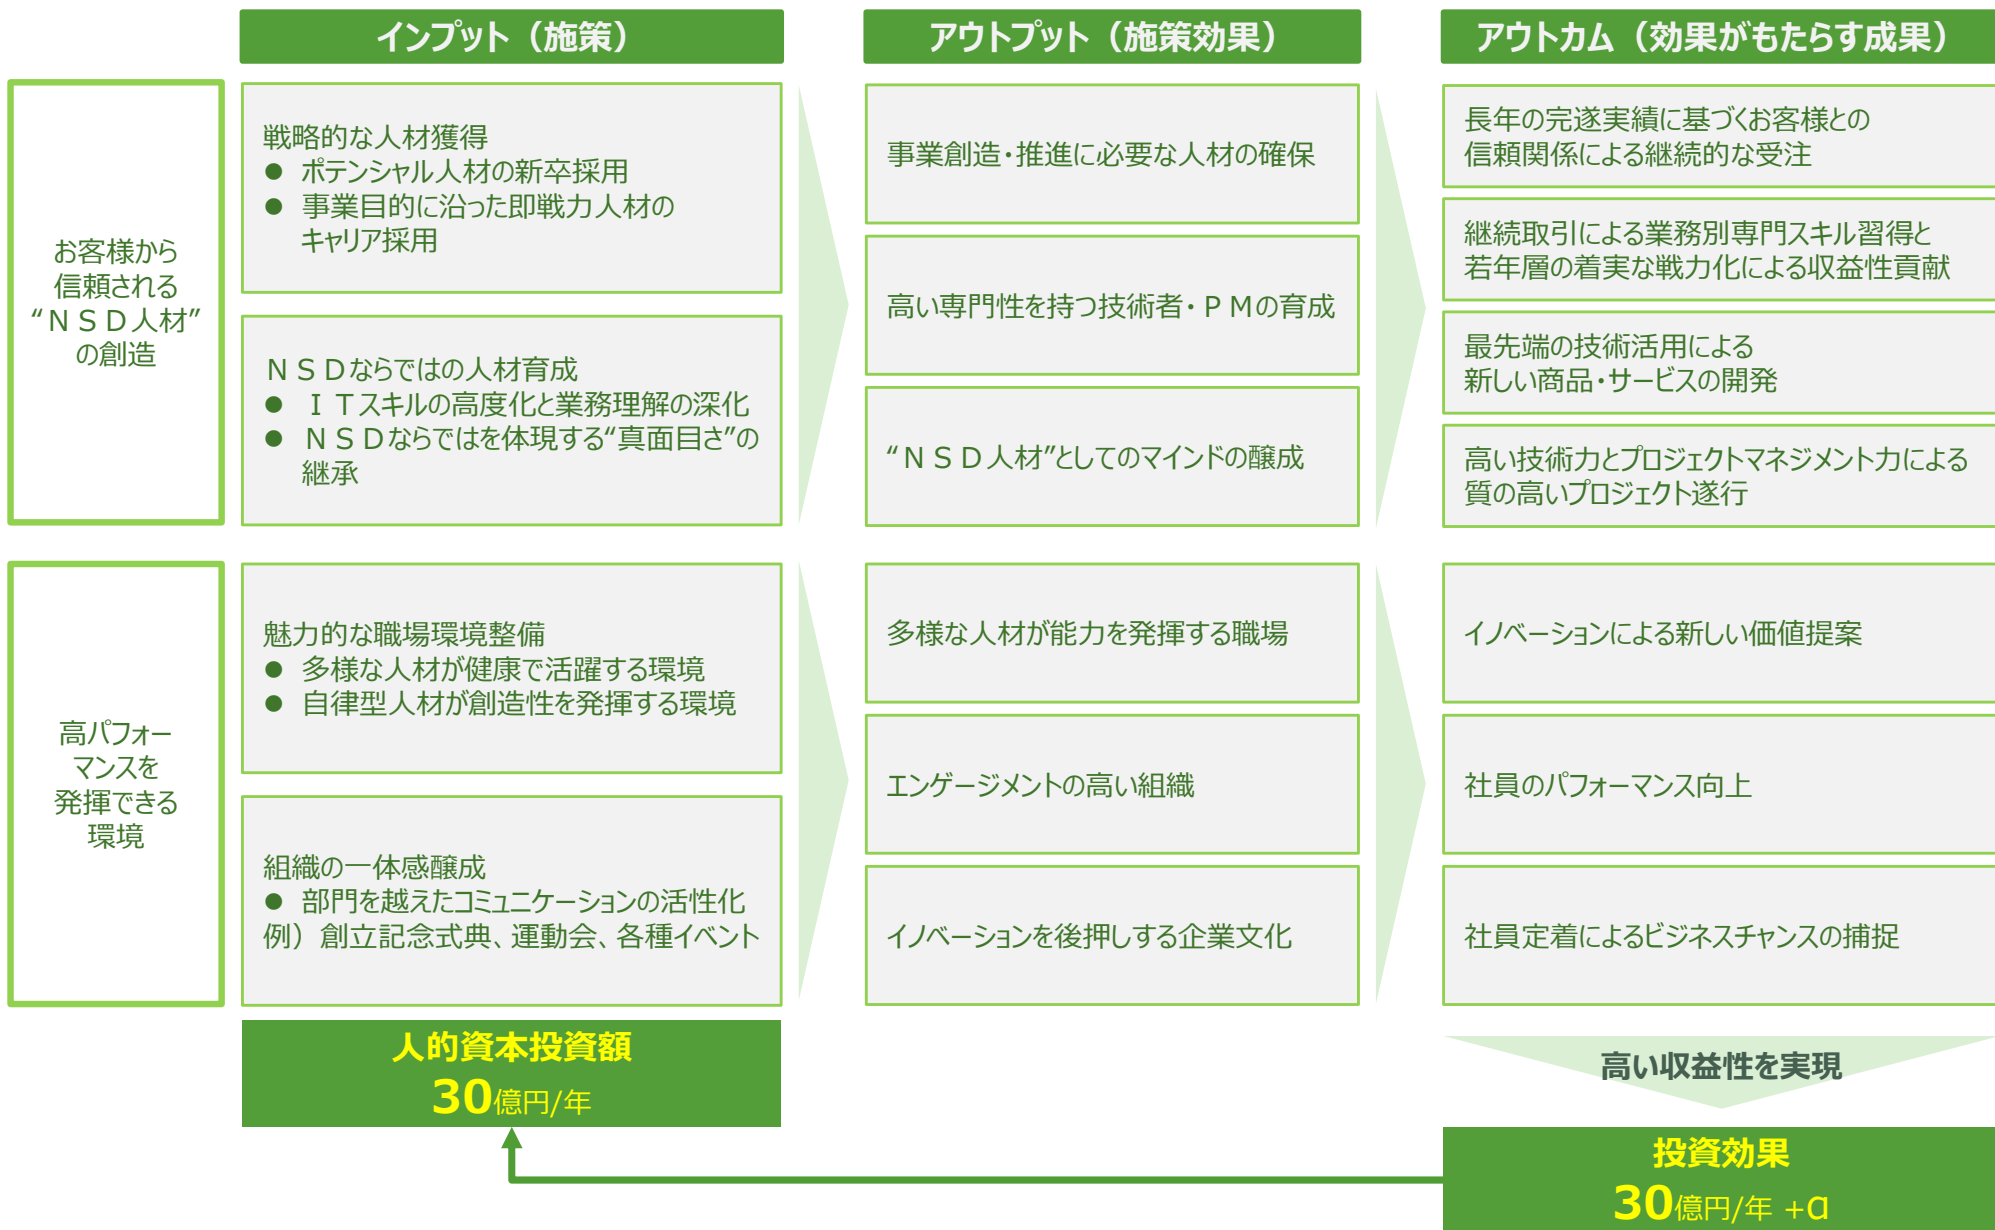 インプット（施策）
アウトプット（施策効果）
アウトカム（効果がもたらす成果）
お客様から
信頼される
“ＮＳＤ人材”
の創造
戦略的な人材獲得
● ポテンシャル人材の新卒採用
● 事業目的に沿った即戦力人材の
キャリア採用
ＮＳＤならではの人材育成
● ＩＴスキルの高度化と業務理解の深化
● ＮＳＤならではを体現する“真面目さ”の
継承
事業創造・推進に必要な人材の確保
高い専門性を持つ技術者・ＰＭの育成
“ＮＳＤ人材”としてのマインドの醸成
長年の完遂実績に基づくお客様との
信頼関係による継続的な受注
継続取引による業務別専門スキル習得と
若年層の着実な戦力化による収益性貢献
最先端の技術活用による
新しい商品・サービスの開発
高い技術力とプロジェクトマネジメント力による
質の高いプロジェクト遂行
高パフォー
マンスを
発揮できる
環境
魅力的な職場環境整備
● 多様な人材が健康で活躍する環境
● 自律型人材が創造性を発揮する環境
組織の一体感醸成
● 部門を越えたコミュニケーションの活性化
例）創立記念式典、運動会、各種イベント
多様な人材が能力を発揮する職場
エンゲージメントの高い組織
イノベーションを後押しする企業文化
イノベーションによる新しい価値提案
社員のパフォーマンス向上
社員定着によるビジネスチャンスの捕捉
人的資本投資額
30億円/年
高い収益性を実現
投資効果
30億円/年 +α